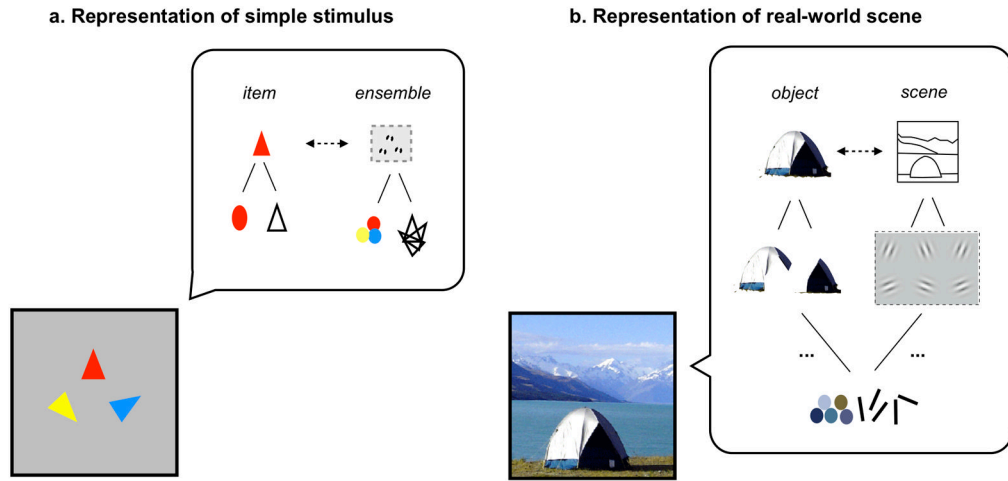 a. Representation of simple stimulus
item
ensemble
b. Representation of real-world scene
object
scene
...
...